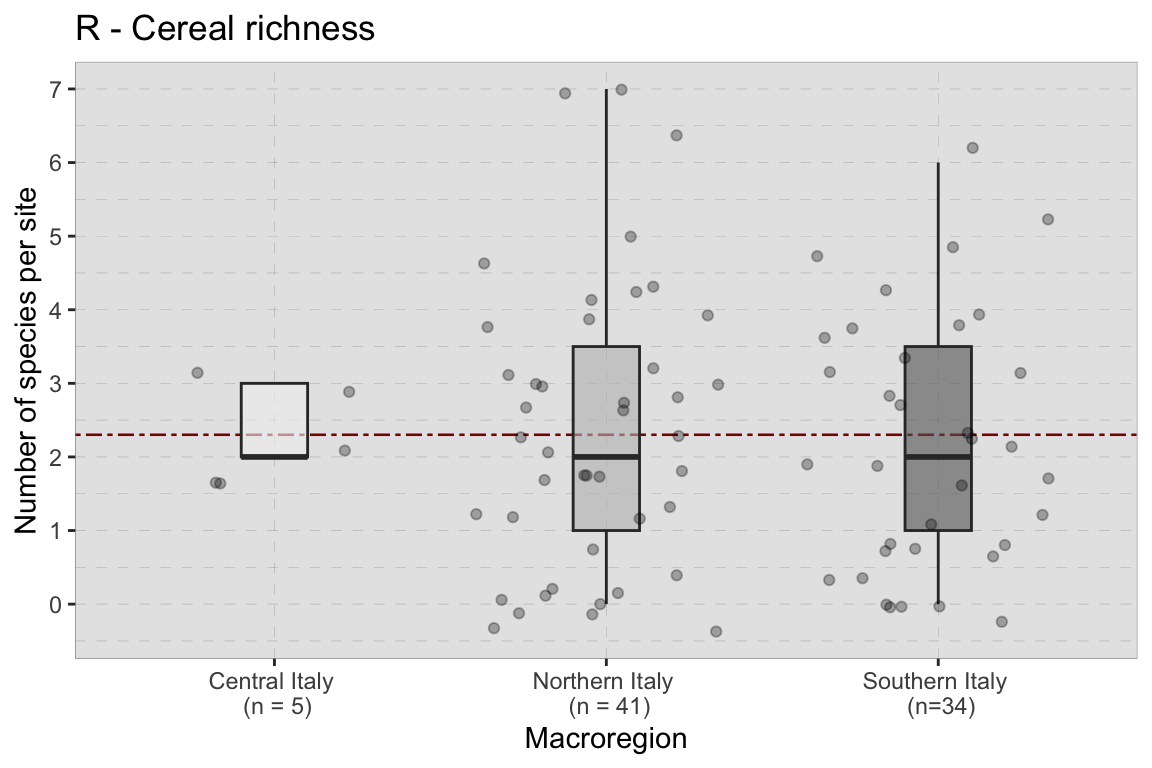 R - Cereal richness
Number of species per site
7
6
5
4
3
2
1
0
Central Italy
(n = 5)
Northern Italy
(n = 41)
Southern Italy
(n=34)
Macroregion